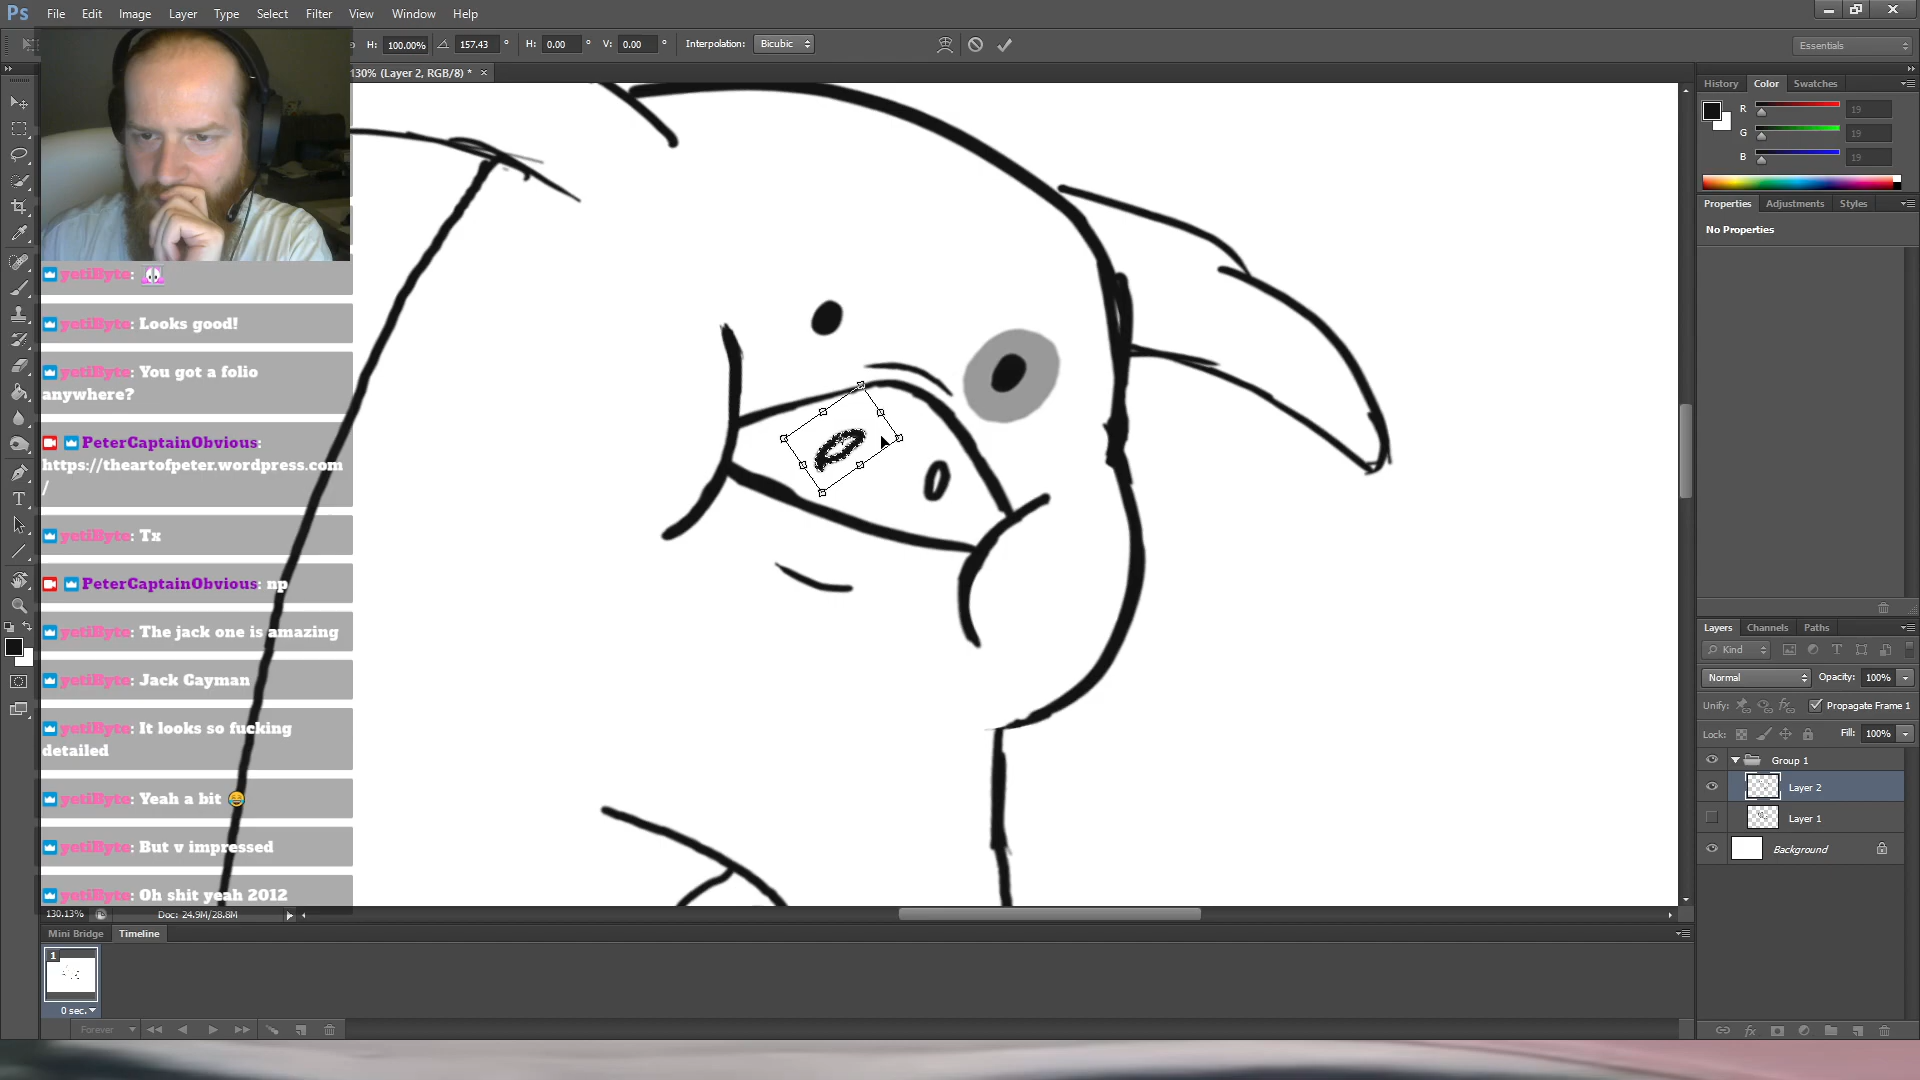 Ps File Edit Image Layer Type Select Filter View Window Help
H: 100.00% 157.43 ° H: 0.00 ° V: 0.00 ° Interpolation: Bicubic Essentials
130% (Layer 2, RGB/8) * ×
History Color Swatches
R 19
G 19
B 19
Properties Adjustments Styles
No Properties
yetiByte:
yetiByte: Looks good!
yetiByte: You got a folio
anywhere?
PeterCaptainObvious:
https://theartofpeter.wordpress.com
/
yetiByte: Tx
PeterCaptainObvious: np
yetiByte: The jack one is amazing
yetiByte: Jack Cayman
yetiByte: It looks so fucking
detailed
yetiByte: Yeah a bit 😂
yetiByte: But v impressed
yetiByte: Oh shit yeah 2012
Layers Channels Paths
Kind
Normal Opacity: 100%
Unify: Propagate Frame 1
Lock: Fill: 100%
Group 1
Layer 2
Layer 1
Background
130.13% Doc: 24.9M/28.8M
Mini Bridge Timeline
1
0 sec.
Forever